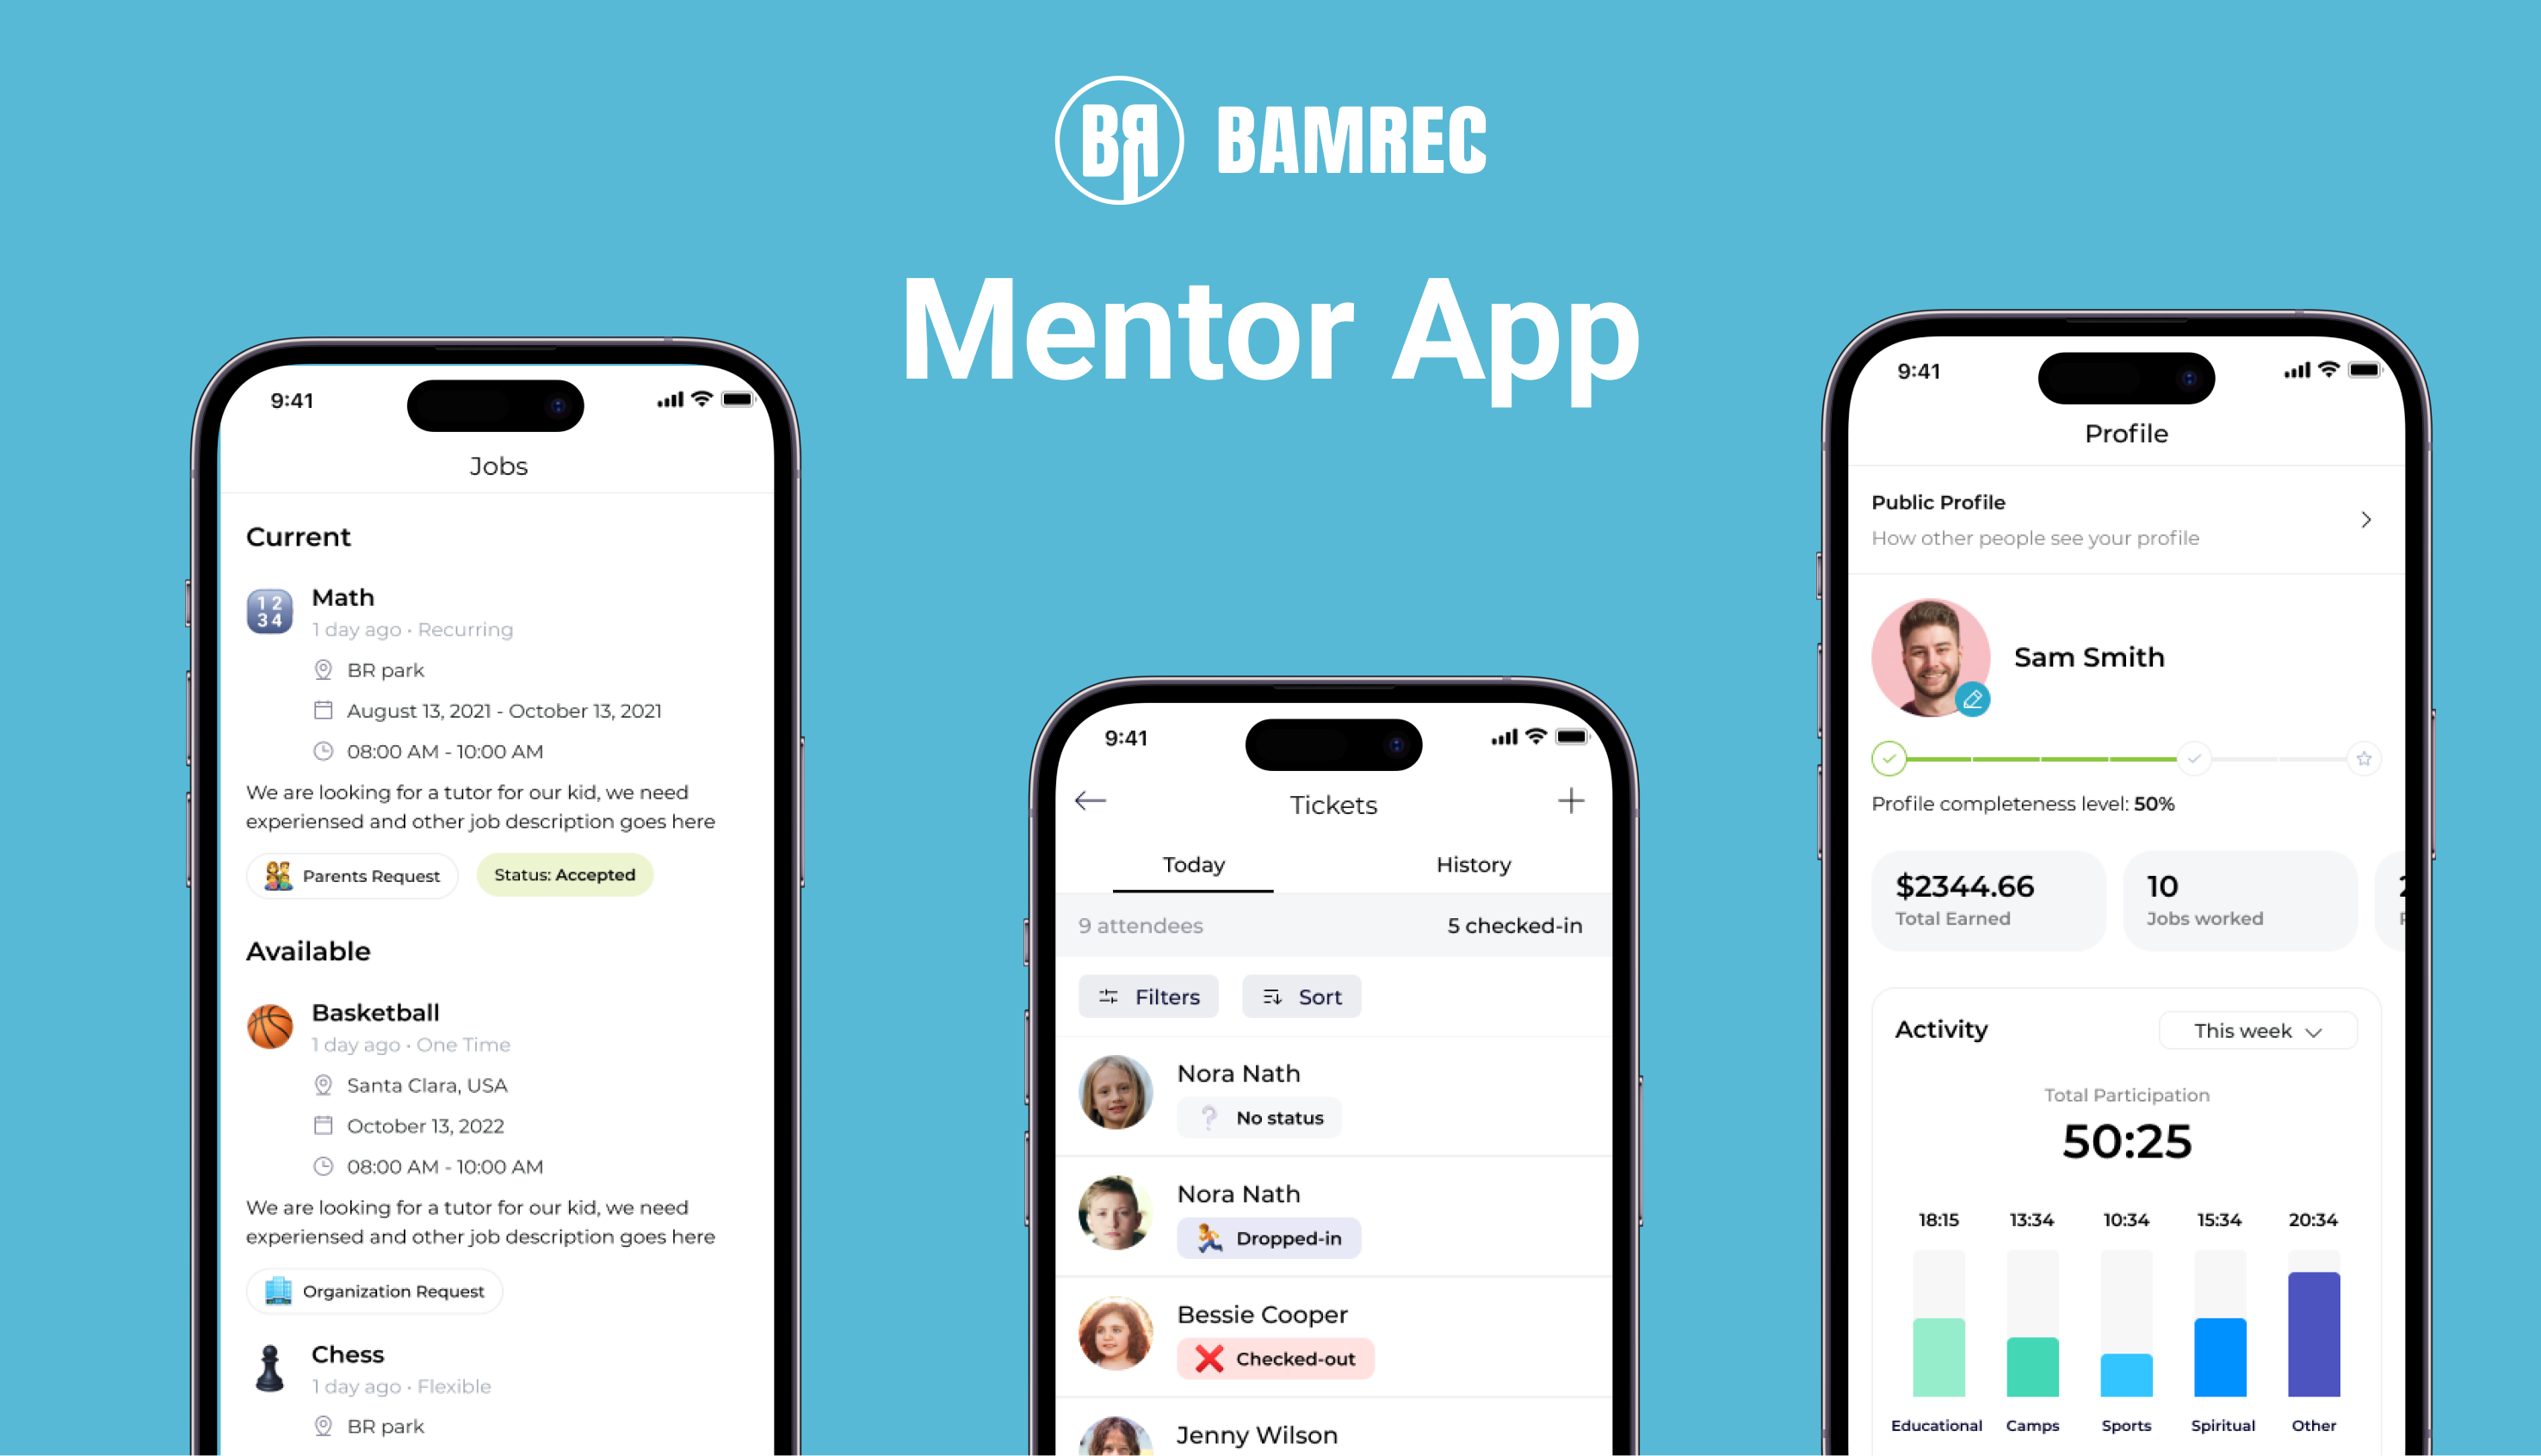 BR BAMREC
Mentor App
9:41
Jobs
Current
1 2
3 4
Math
1 day ago • Recurring
BR park
August 13, 2021 - October 13, 2021
08:00 AM - 10:00 AM
We are looking for a tutor for our kid, we need
experiensed and other job description goes here
Parents Request
Status: Accepted
Available
Basketball
1 day ago • One Time
Santa Clara, USA
October 13, 2022
08:00 AM - 10:00 AM
We are looking for a tutor for our kid, we need
experiensed and other job description goes here
Organization Request
Chess
1 day ago • Flexible
BR park
9:41
Tickets
Today
History
9 attendees
5 checked-in
Filters
Sort
Nora Nath
No status
Nora Nath
Dropped-in
Bessie Cooper
Checked-out
Jenny Wilson
9:41
Profile
Public Profile
How other people see your profile
Sam Smith
Profile completeness level: 50%
$2344.66
Total Earned
10
Jobs worked
Activity
This week
Total Participation
50:25
18:15 13:34 10:34 15:34 20:34
Educational Camps Sports Spiritual Other